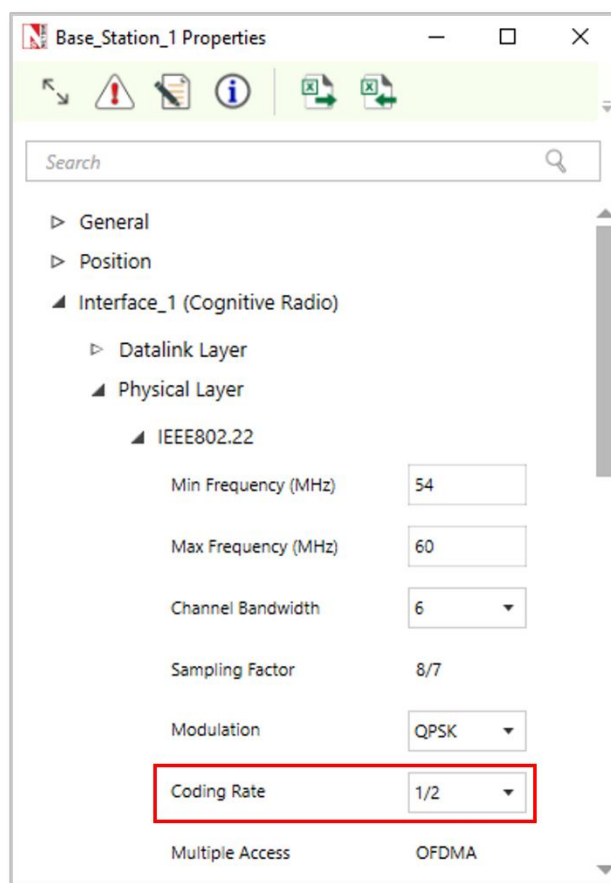 Base_Station_1 Properties
Search
General
Position
Interface_1 (Cognitive Radio)
Datalink Layer
Physical Layer
IEEE802.22
Min Frequency (MHz) 54
Max Frequency (MHz) 60
Channel Bandwidth 6
Sampling Factor 8/7
Modulation QPSK
Coding Rate 1/2
Multiple Access OFDMA